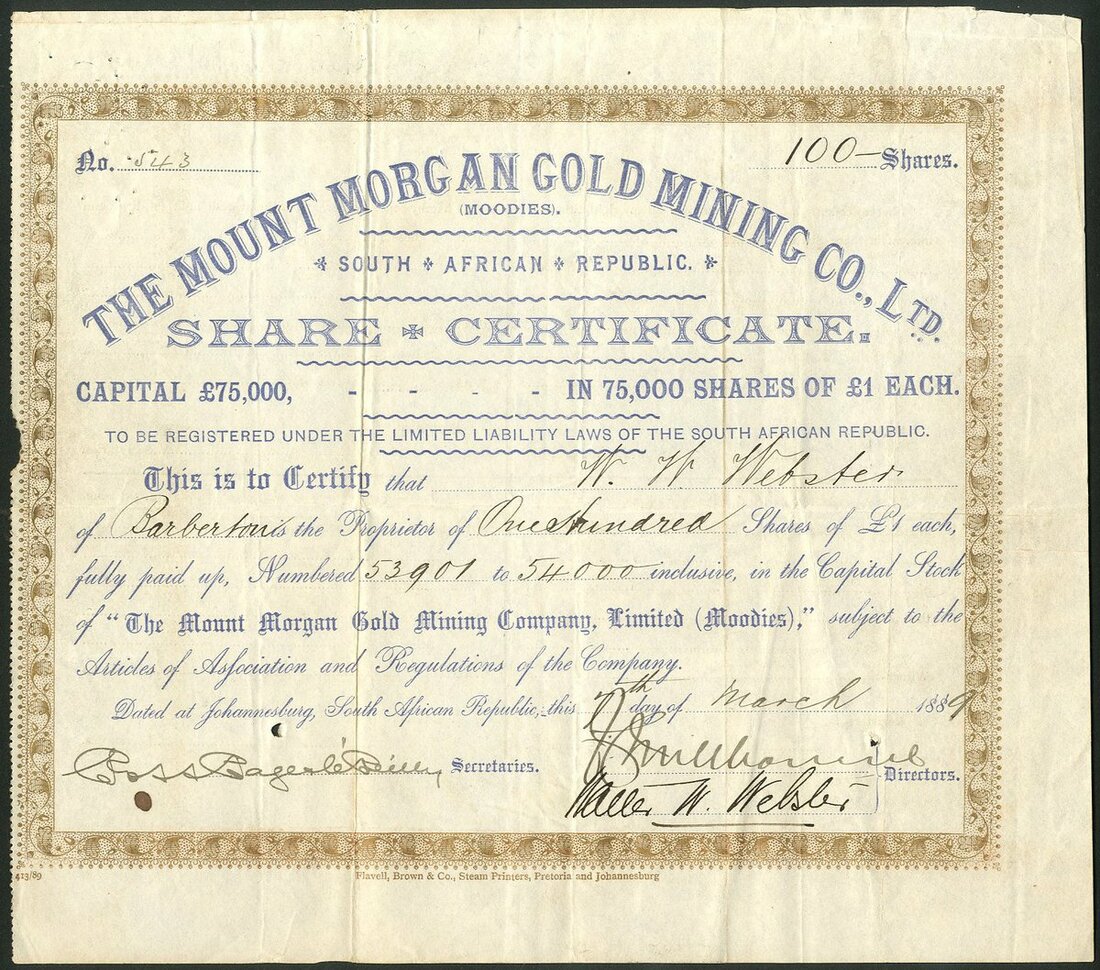 No. 543
100 — Shares.
THE MOUNT MORGAN GOLD MINING CO., LTD.
(MOODIES).
SOUTH AFRICAN REPUBLIC.
SHARE CERTIFICATE.
CAPITAL £75,000, - - - - IN 75,000 SHARES OF £1 EACH.
TO BE REGISTERED UNDER THE LIMITED LIABILITY LAWS OF THE SOUTH AFRICAN REPUBLIC.
This is to Certify that W. W. Webster
of Barberton is the Proprietor of One Hundred Shares of £1 each,
fully paid up, Numbered 53901 to 54000 inclusive, in the Capital Stock
of "The Mount Morgan Gold Mining Company, Limited (Moodies)," subject to the
Articles of Association and Regulations of the Company.
Dated at Johannesburg, South African Republic, this 7th day of March 1889
Secretaries.
Directors.
Walter W. Webster
413/89
Flavell, Brown & Co., Steam Printers, Pretoria and Johannesburg